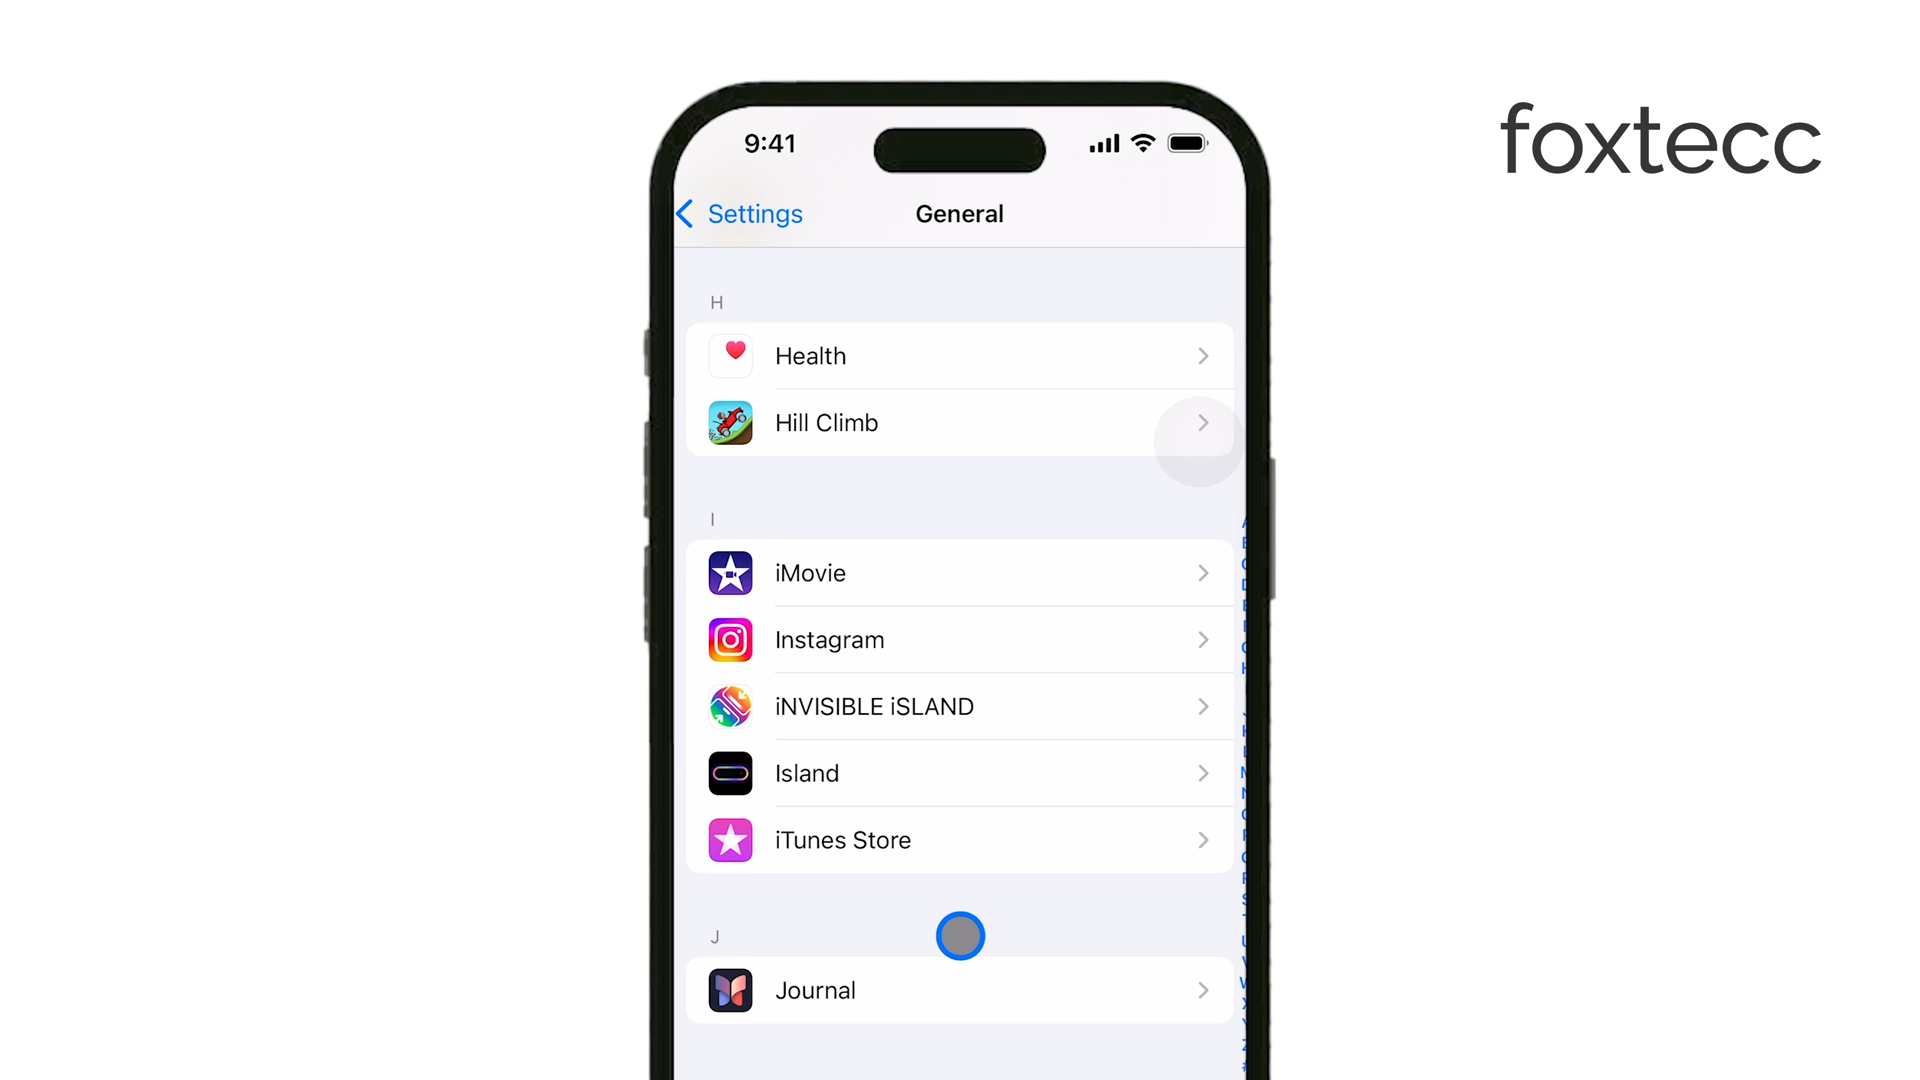 foxtecc
9:41
Settings
General
H
Health
Hill Climb
I
iMovie
Instagram
iNVISIBLE iSLAND
Island
iTunes Store
J
Journal